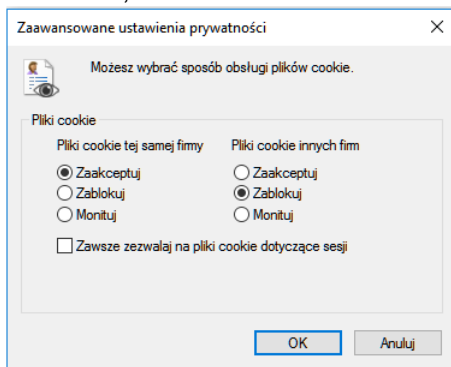 Zaawansowane ustawienia prywatności
Możesz wybrać sposób obsługi plików cookie.
Pliki cookie
Pliki cookie tej samej firmy Pliki cookie innych firm
Zaakceptuj Zaakceptuj
Zablokuj Zablokuj
Monituj Monituj
Zawsze zezwalaj na pliki cookie dotyczące sesji
OK Anuluj